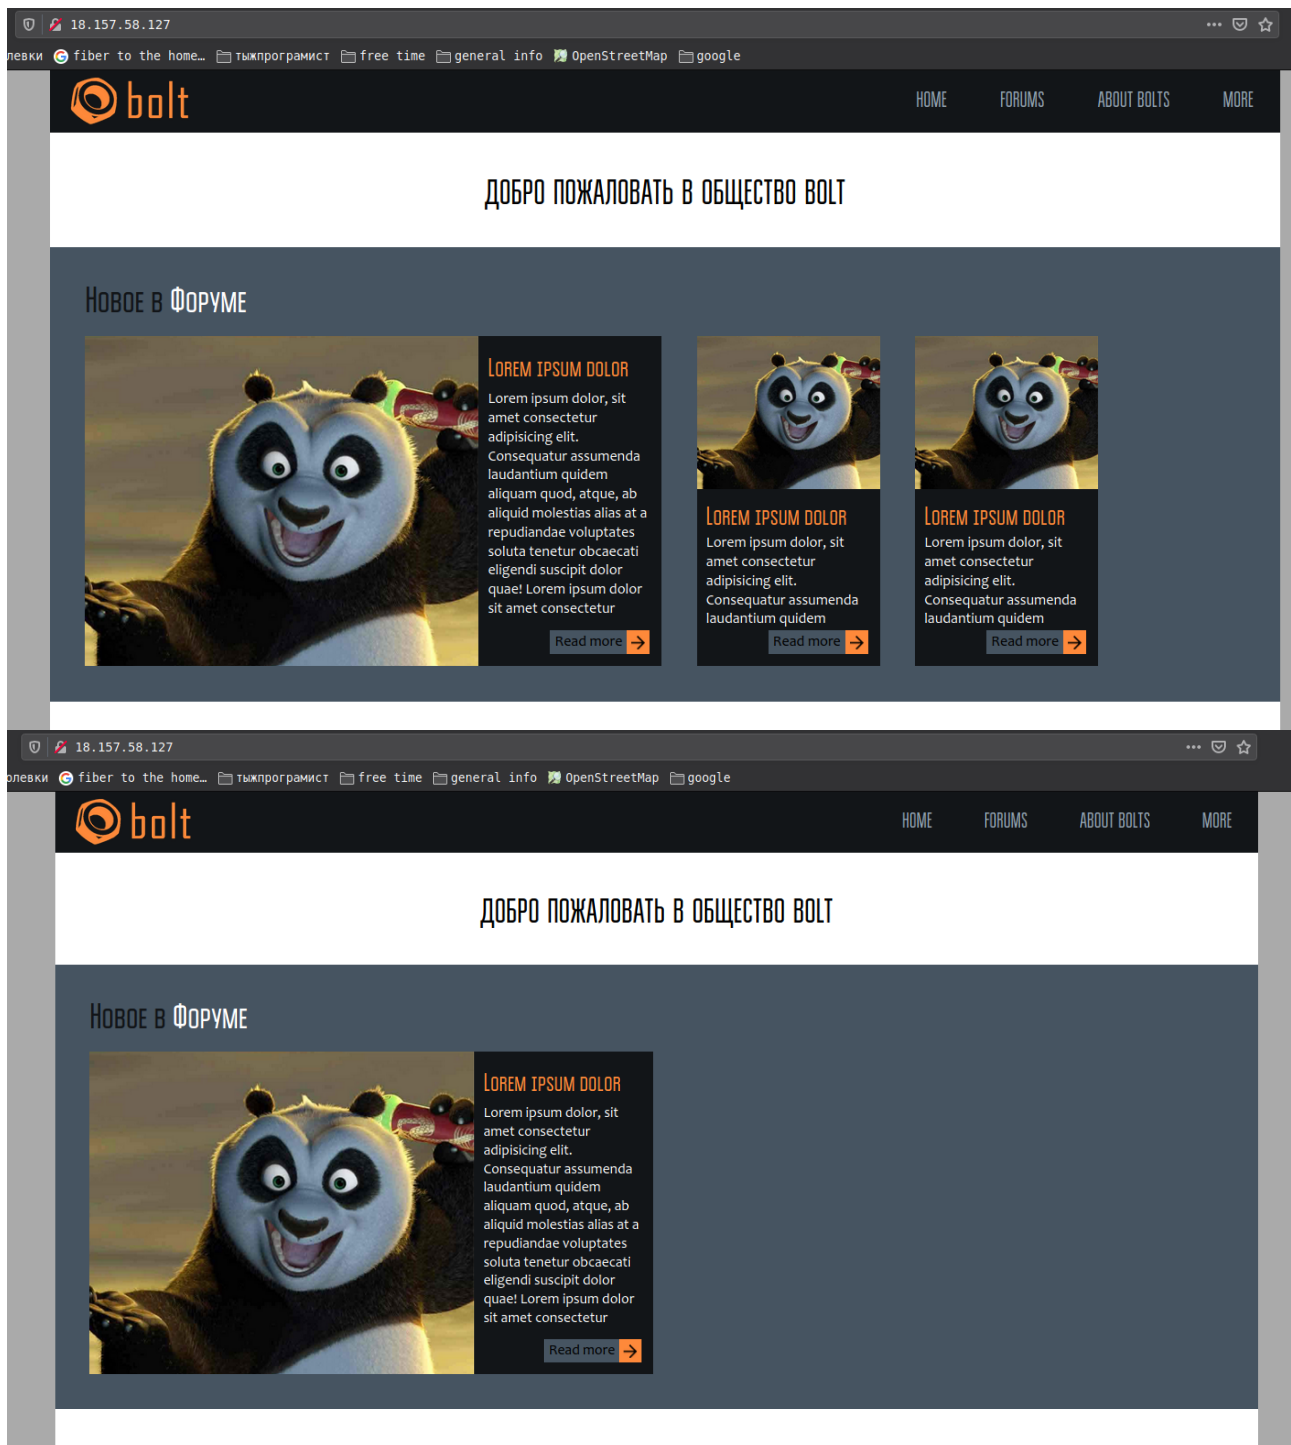 18.157.58.127
левки fiber to the home… тыжпрограмист free time general info OpenStreetMap google
bolt HOME FORUMS ABOUT BOLTS MORE
ДОБРО ПОЖАЛОВАТЬ В ОБЩЕСТВО BOLT
Новое в Форуме
Lorem ipsum dolor
Lorem ipsum dolor, sit
amet consectetur
adipisicing elit.
Consequatur assumenda
laudantium quidem
aliquam quod, atque, ab
aliquid molestias alias at a
repudiandae voluptates
soluta tenetur obcaecati
eligendi suscipit dolor
quae! Lorem ipsum dolor
sit amet consectetur
Read more
Lorem ipsum dolor
Lorem ipsum dolor, sit
amet consectetur
adipisicing elit.
Consequatur assumenda
laudantium quidem
Read more
Lorem ipsum dolor
Lorem ipsum dolor, sit
amet consectetur
adipisicing elit.
Consequatur assumenda
laudantium quidem
Read more
18.157.58.127
олевки fiber to the home… тыжпрограмист free time general info OpenStreetMap google
bolt HOME FORUMS ABOUT BOLTS MORE
ДОБРО ПОЖАЛОВАТЬ В ОБЩЕСТВО BOLT
Новое в Форуме
Lorem ipsum dolor
Lorem ipsum dolor, sit
amet consectetur
adipisicing elit.
Consequatur assumenda
laudantium quidem
aliquam quod, atque, ab
aliquid molestias alias at a
repudiandae voluptates
soluta tenetur obcaecati
eligendi suscipit dolor
quae! Lorem ipsum dolor
sit amet consectetur
Read more